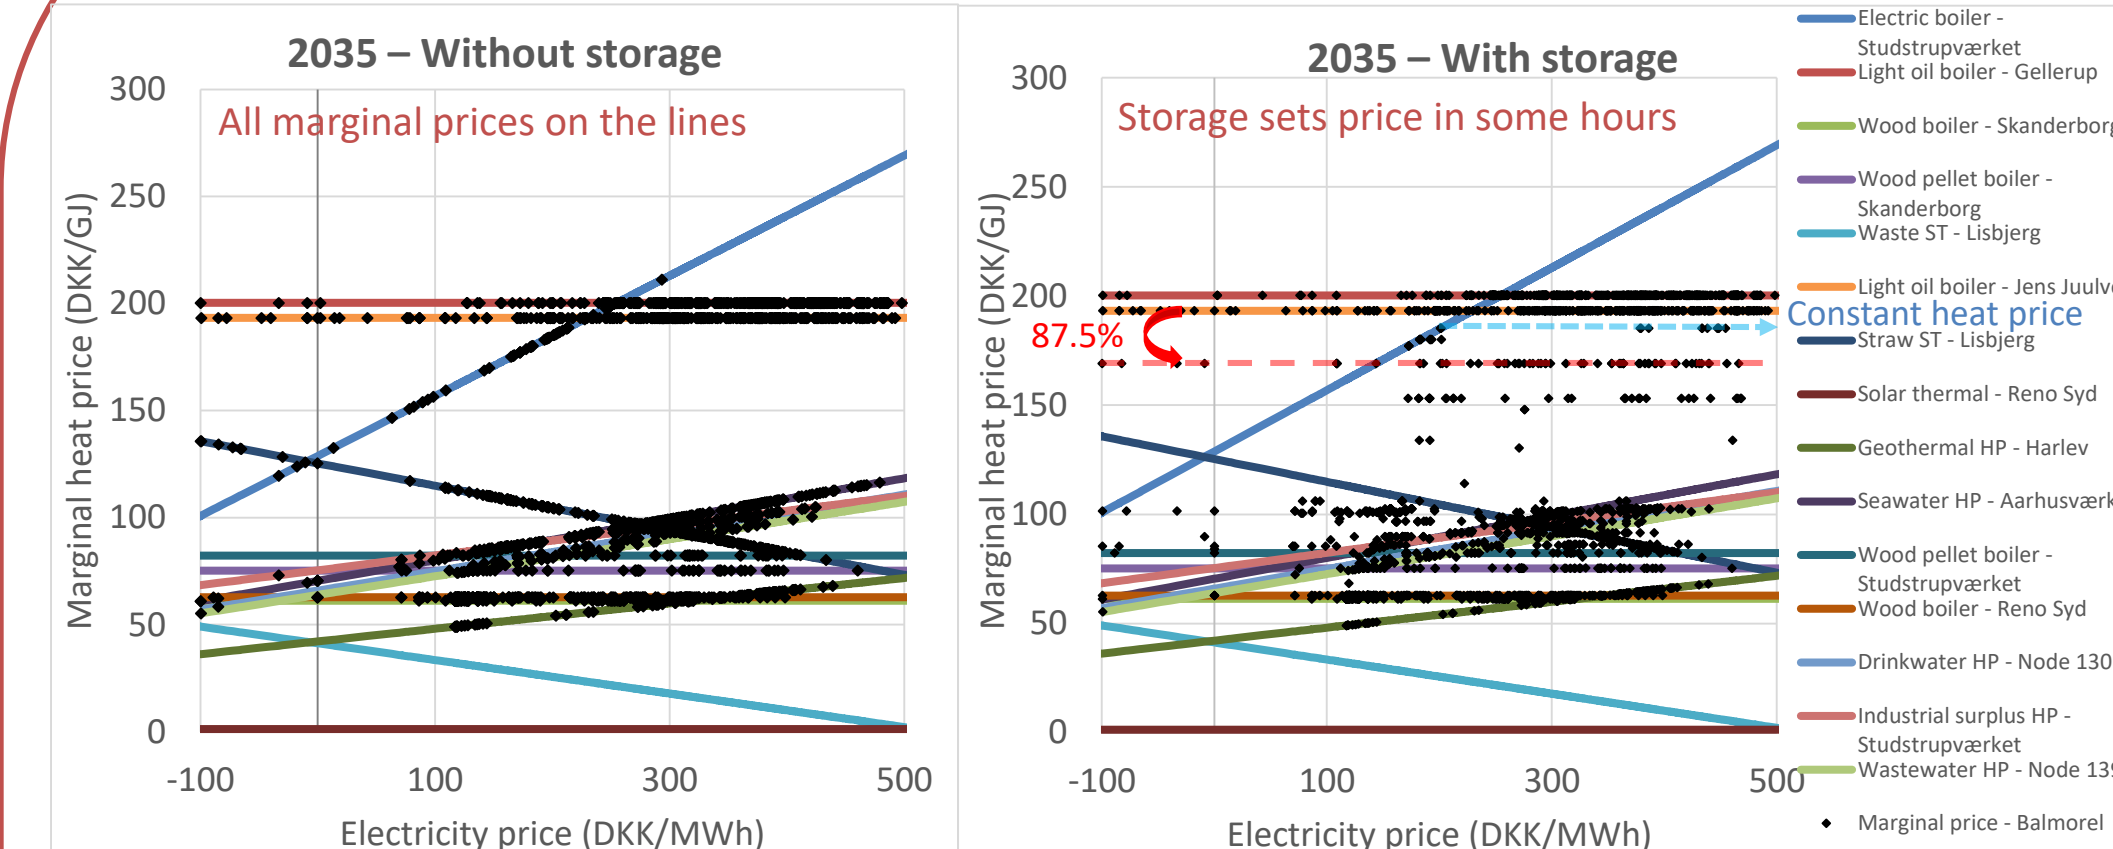 2035 – Without storage
All marginal prices on the lines
Marginal heat price (DKK/GJ)
300
250
200
150
100
50
0
-100
100
300
500
Electricity price (DKK/MWh)
2035 – With storage
Storage sets price in some hours
Marginal heat price (DKK/GJ)
300
250
200
150
100
50
0
87.5%
Constant heat price
-100
100
300
500
Electricity price (DKK/MWh)
Electric boiler -
Studstrupværket
Light oil boiler - Gellerup
Wood boiler - Skanderborg
Wood pellet boiler -
Skanderborg
Waste ST - Lisbjerg
Light oil boiler - Jens Juulve
Straw ST - Lisbjerg
Solar thermal - Reno Syd
Geothermal HP - Harlev
Seawater HP - Aarhusværk
Wood pellet boiler -
Studstrupværket
Wood boiler - Reno Syd
Drinkwater HP - Node 130
Industrial surplus HP -
Studstrupværket
Wastewater HP - Node 139
Marginal price - Balmorel